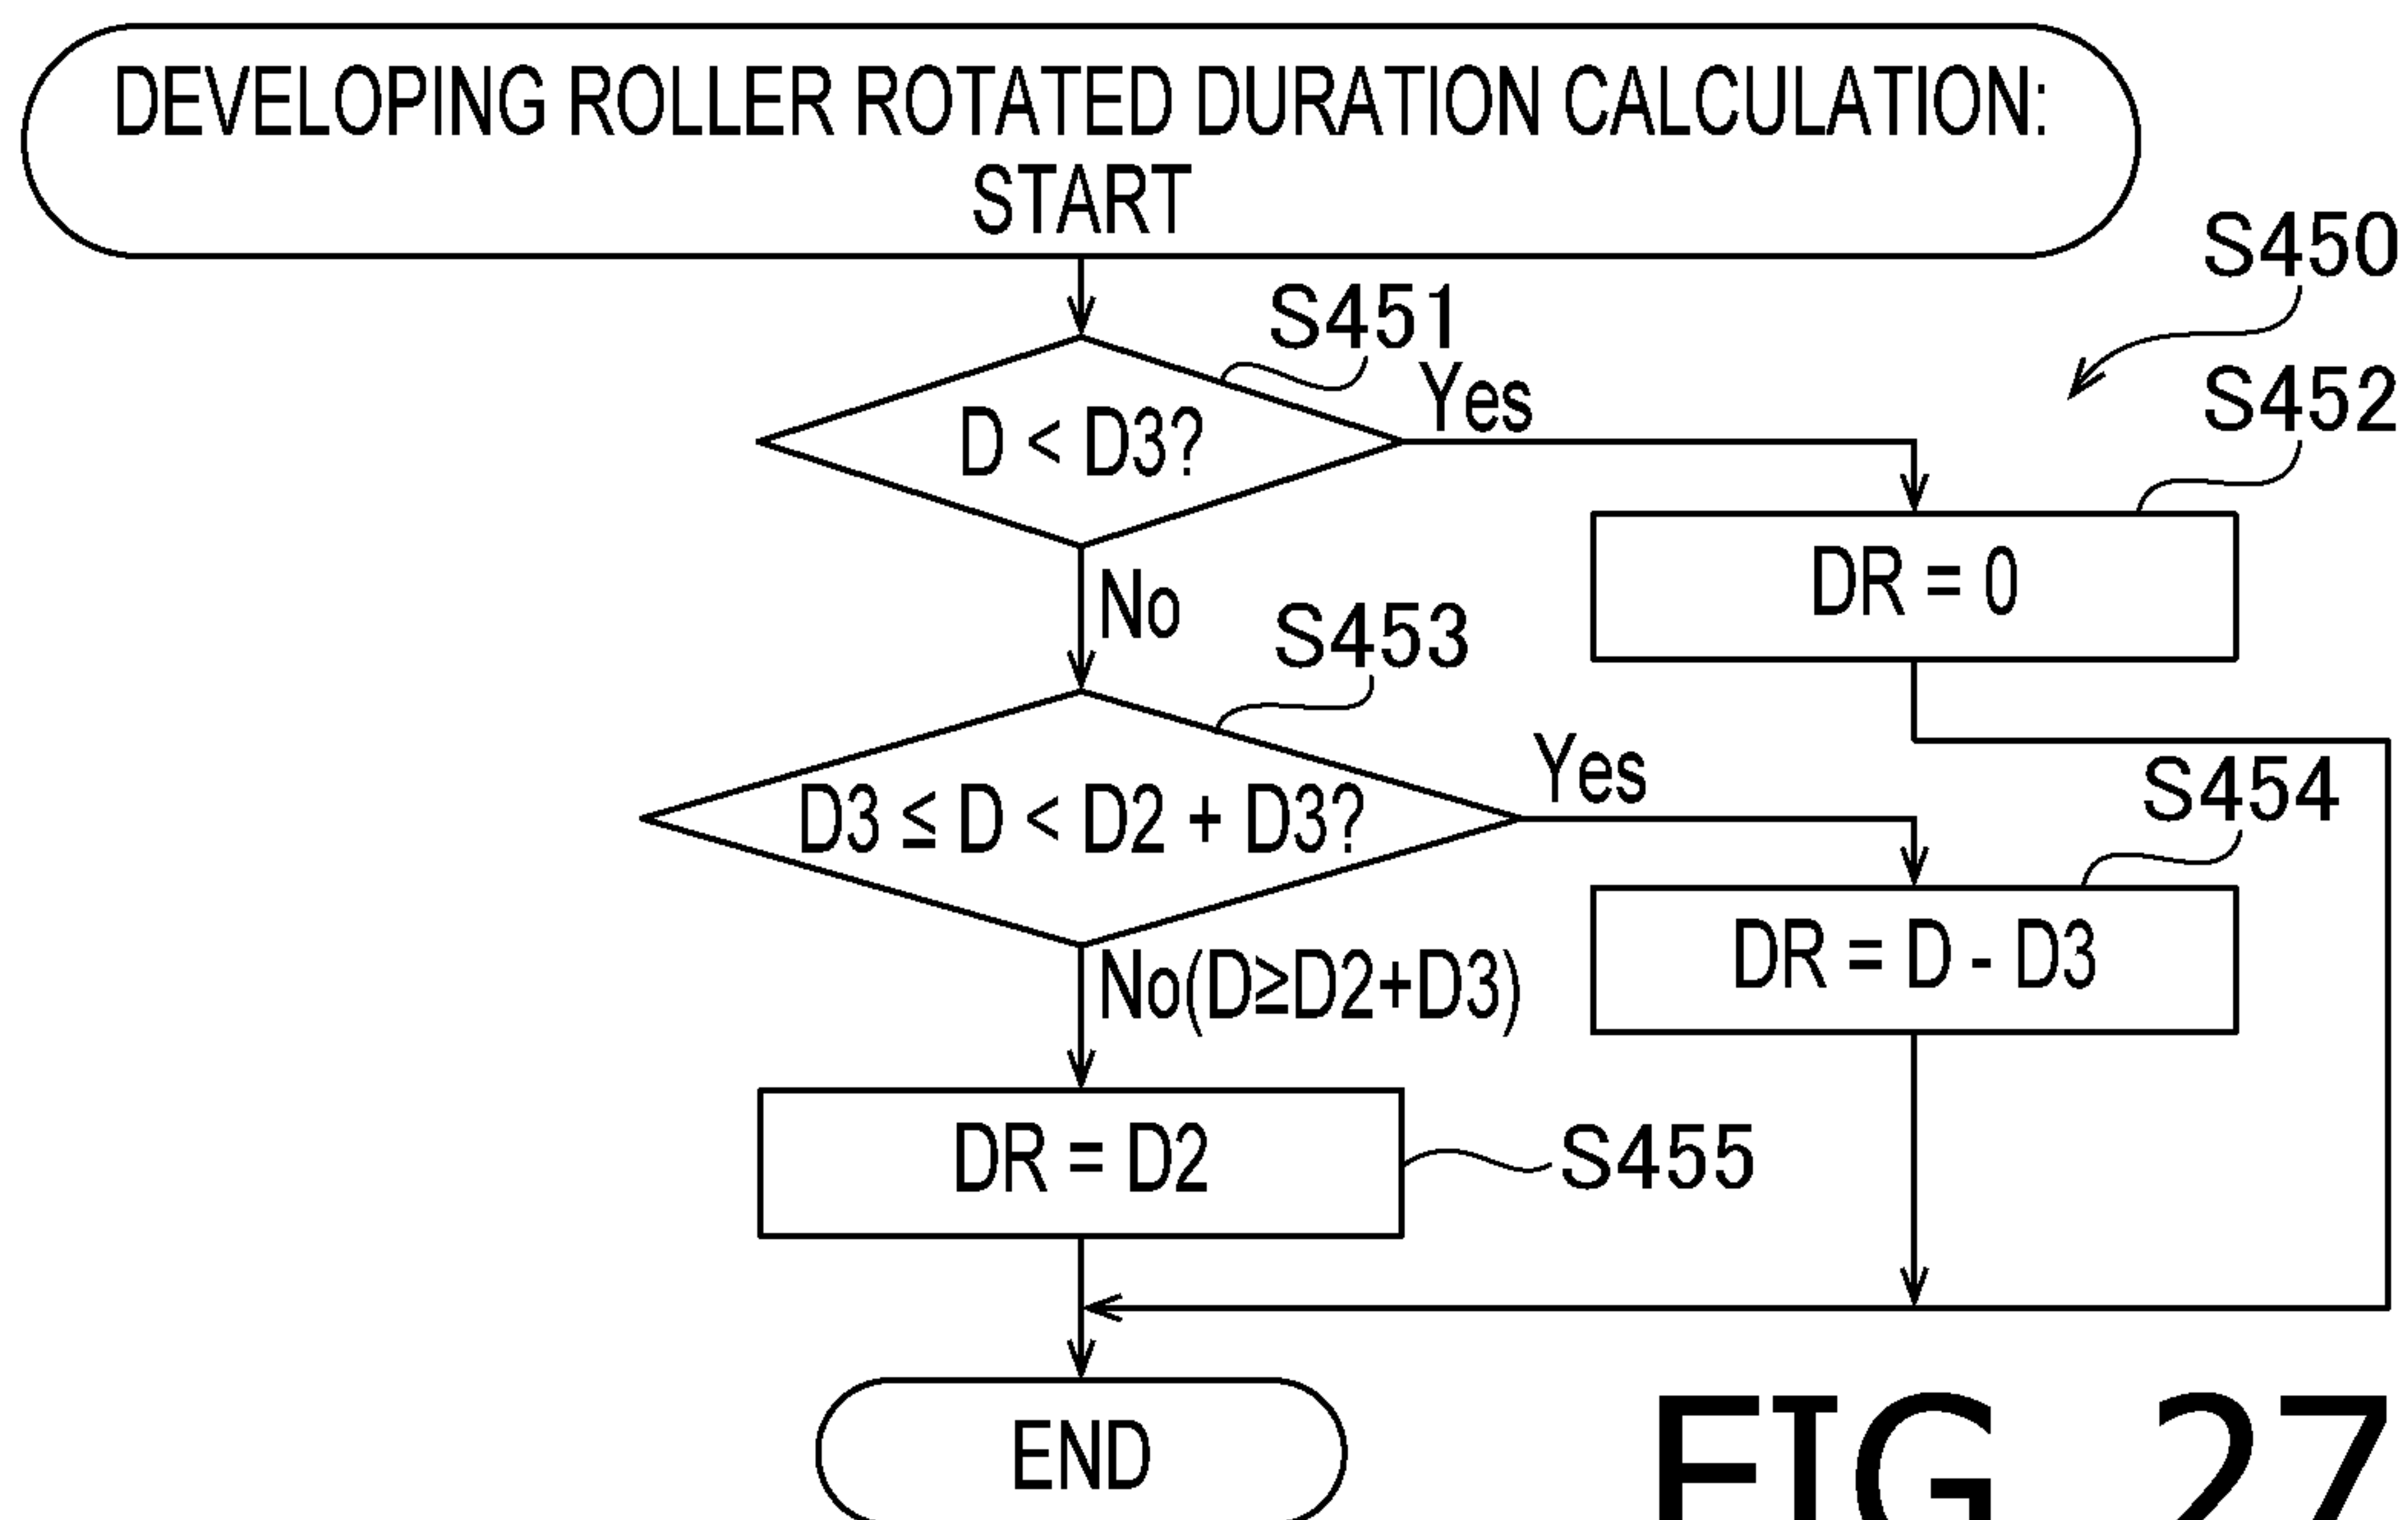 DEVELOPING ROLLER ROTATED DURATION CALCULATION:
START
S450
S451
Yes
S452
D < D3?
DR = 0
No
S453
Yes
S454
D3 ≤ D < D2 + D3?
DR = D - D3
No(D≥D2+D3)
DR = D2
S455
END
FIG. 27